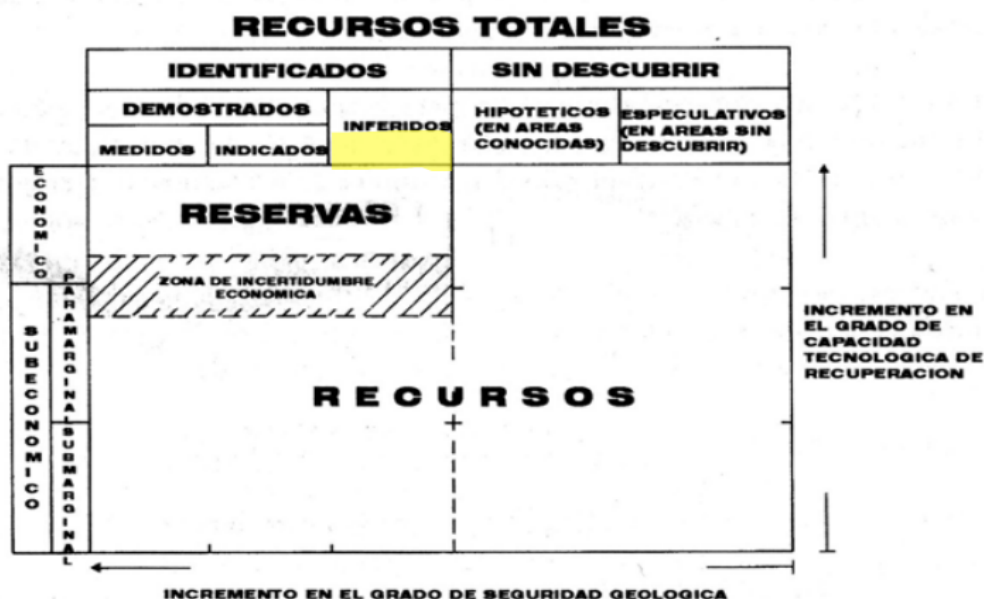 RECURSOS TOTALES
IDENTIFICADOS
SIN DESCUBRIR
DEMOSTRADOS
INFERIDOS
HIPOTETICOS
(EN AREAS
CONOCIDAS)
ESPECULATIVOS
(EN AREAS SIN
DESCUBRIR)
MEDIDOS
INDICADOS
ECONOMICO
RESERVAS
ZONA DE INCERTIDUMBRE
ECONOMICA
SUBECONOMICO
PARAMARGINAL
SUBMARGINAL
RECURSOS
INCREMENTO EN
EL GRADO DE
CAPACIDAD
TECNOLOGICA DE
RECUPERACION
INCREMENTO EN EL GRADO DE SEGURIDAD GEOLOGICA